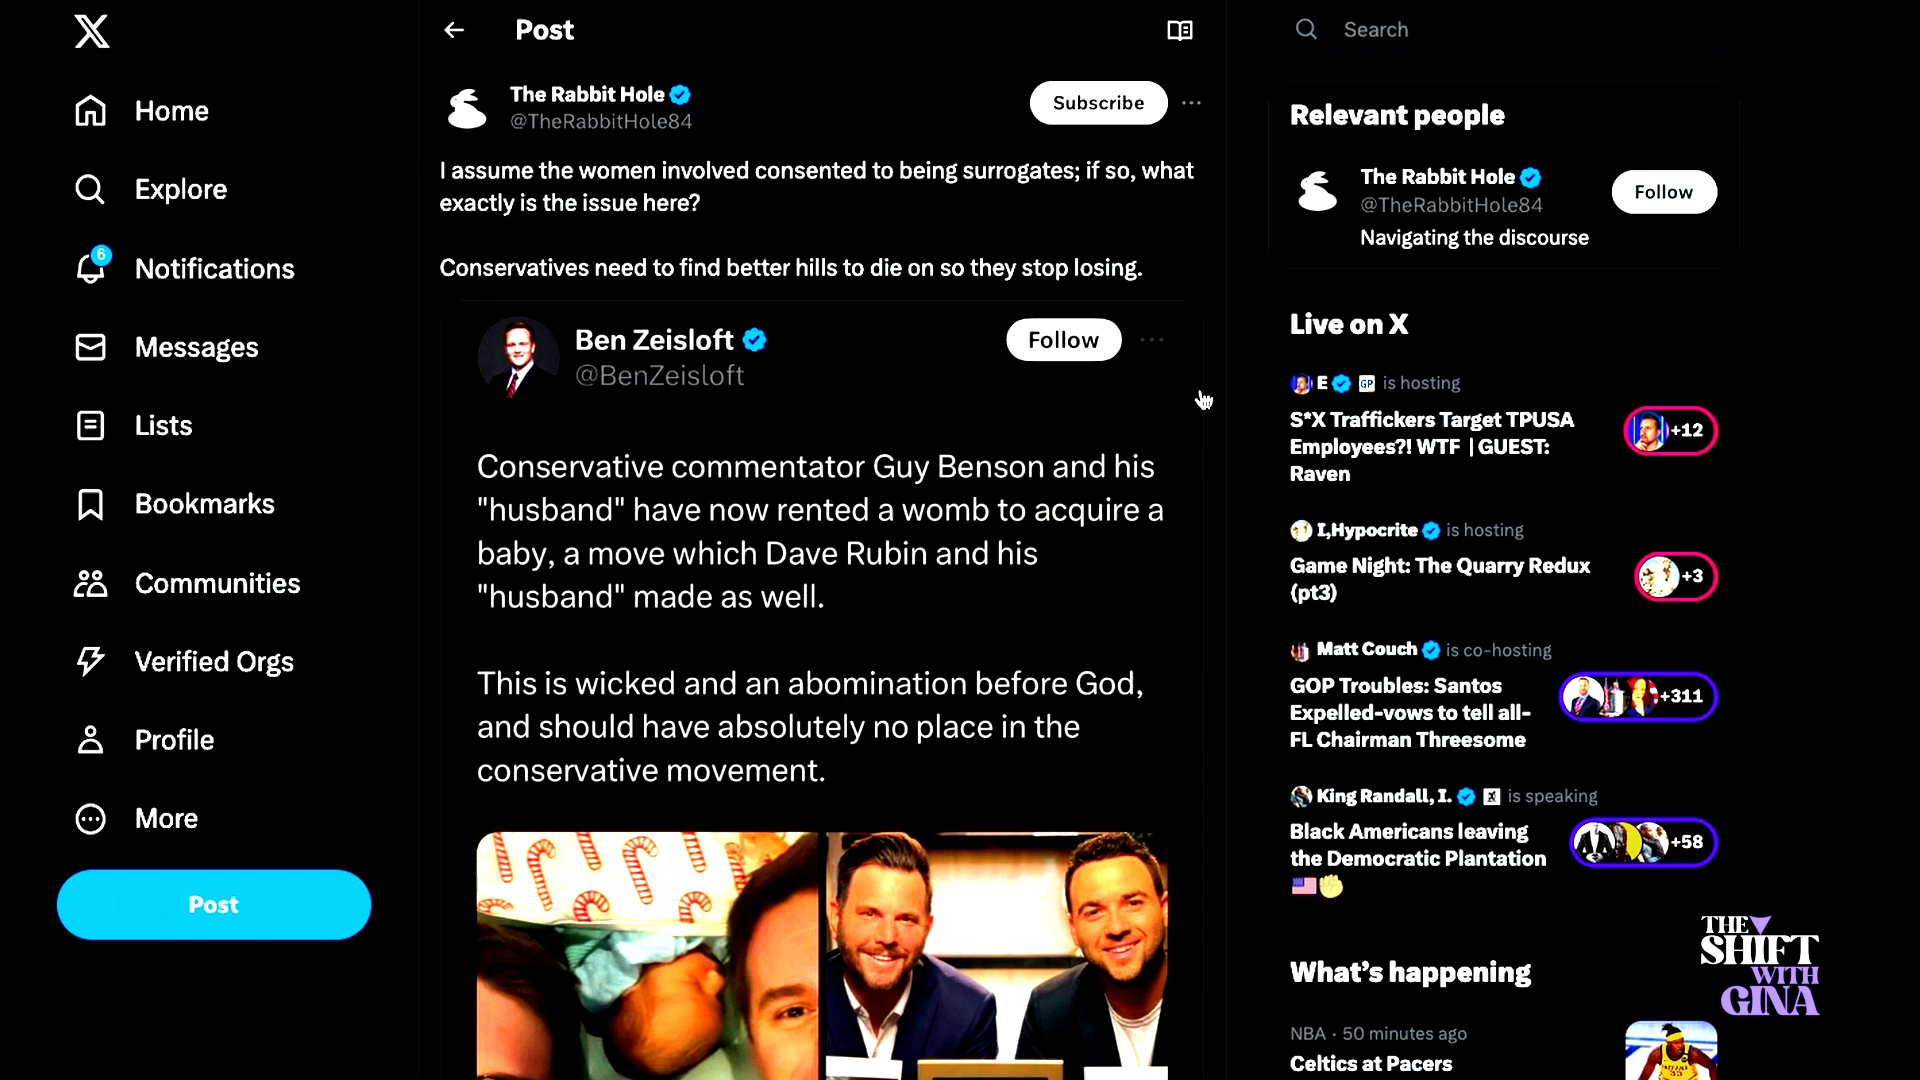 Post
Search
Home
Explore
6
Notifications
Messages
Lists
Bookmarks
Communities
Verified Orgs
Profile
More
Post
The Rabbit Hole
@TheRabbitHole84
Subscribe
I assume the women involved consented to being surrogates; if so, what
exactly is the issue here?
Conservatives need to find better hills to die on so they stop losing.
Ben Zeisloft
@BenZeisloft
Follow
Conservative commentator Guy Benson and his
"husband" have now rented a womb to acquire a
baby, a move which Dave Rubin and his
"husband" made as well.
This is wicked and an abomination before God,
and should have absolutely no place in the
conservative movement.
Relevant people
The Rabbit Hole
@TheRabbitHole84
Follow
Navigating the discourse
Live on X
E GP is hosting
S*X Traffickers Target TPUSA
Employees?! WTF | GUEST:
Raven
+12
I,Hypocrite is hosting
Game Night: The Quarry Redux
(pt3)
+3
Matt Couch is co-hosting
GOP Troubles: Santos
Expelled-vows to tell all-
FL Chairman Threesome
+311
King Randall, I. X is speaking
Black Americans leaving
the Democratic Plantation
+58
What's happening
NBA · 50 minutes ago
Celtics at Pacers
THE
SHIFT
WITH
GINA